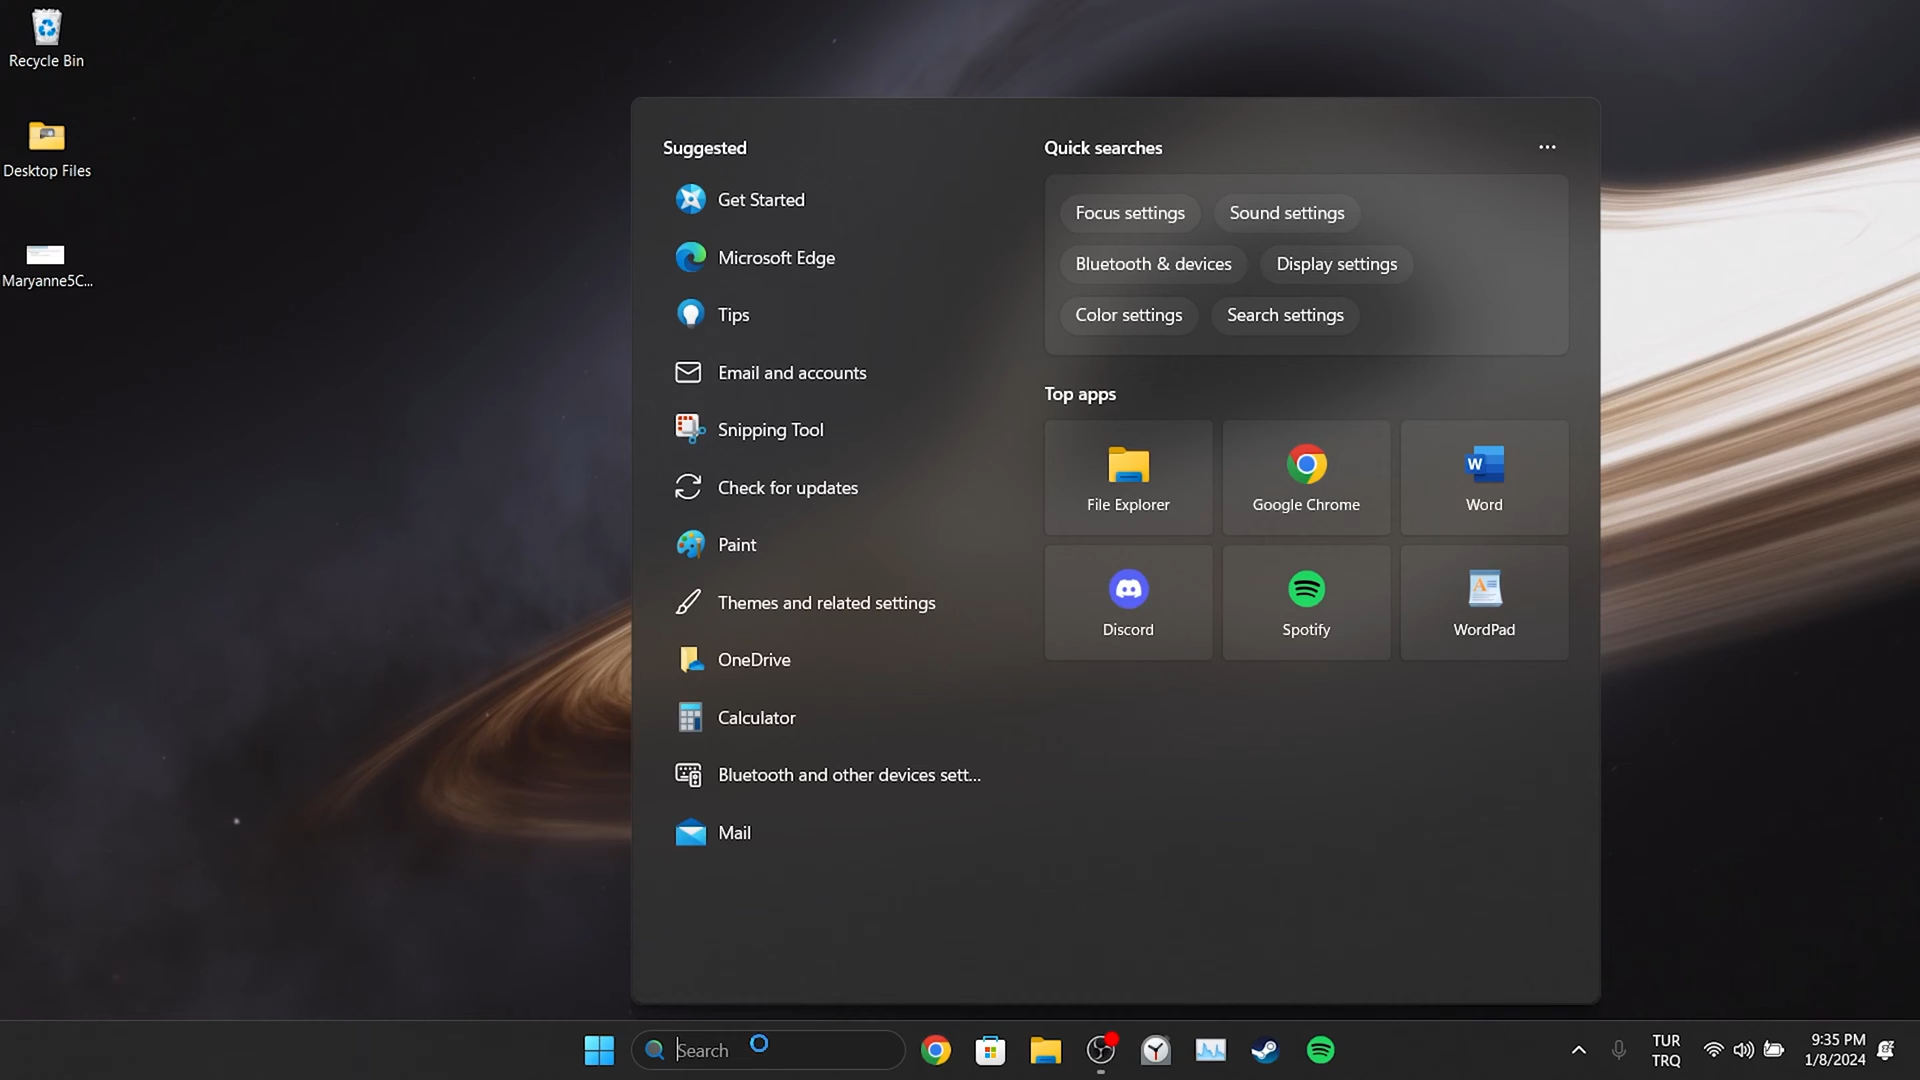 Recycle Bin
Desktop Files
Maryanne5C...
Suggested
Get Started
Microsoft Edge
Tips
Email and accounts
Snipping Tool
Check for updates
Paint
Themes and related settings
OneDrive
Calculator
Bluetooth and other devices sett...
Mail
Quick searches
Focus settings
Sound settings
Bluetooth & devices
Display settings
Color settings
Search settings
Top apps
File Explorer
Google Chrome
Word
Discord
Spotify
WordPad
Search
TUR
TRQ
9:35 PM
1/8/2024